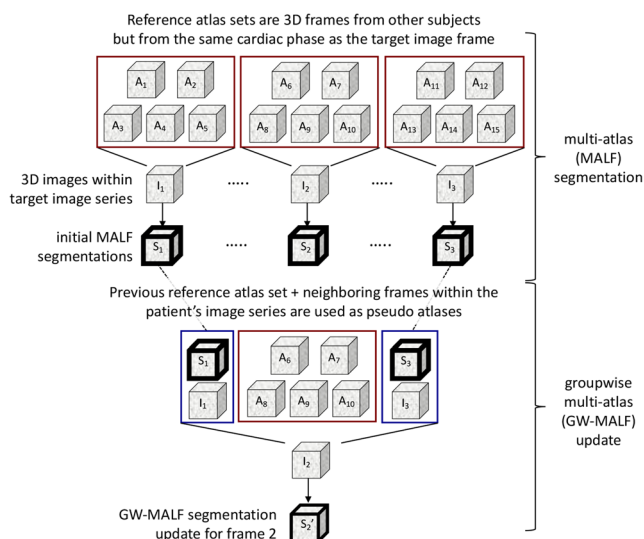 Reference atlas sets are 3D frames from other subjects
but from the same cardiac phase as the target image frame
A1 A2 A6 A7 A11 A12
A3 A4 A5 A8 A9 A10 A13 A14 A15
multi-atlas
(MALF)
segmentation
3D images within
target image series
I1 ..... I2 ..... I3
initial MALF
segmentations
S1 ..... S2 ..... S3
Previous reference atlas set + neighboring frames within the
patient's image series are used as pseudo atlases
S1 A6 A7 S3
I1 A8 A9 A10 I3
groupwise
multi-atlas
(GW-MALF)
update
I2
GW-MALF segmentation
update for frame 2
S2'